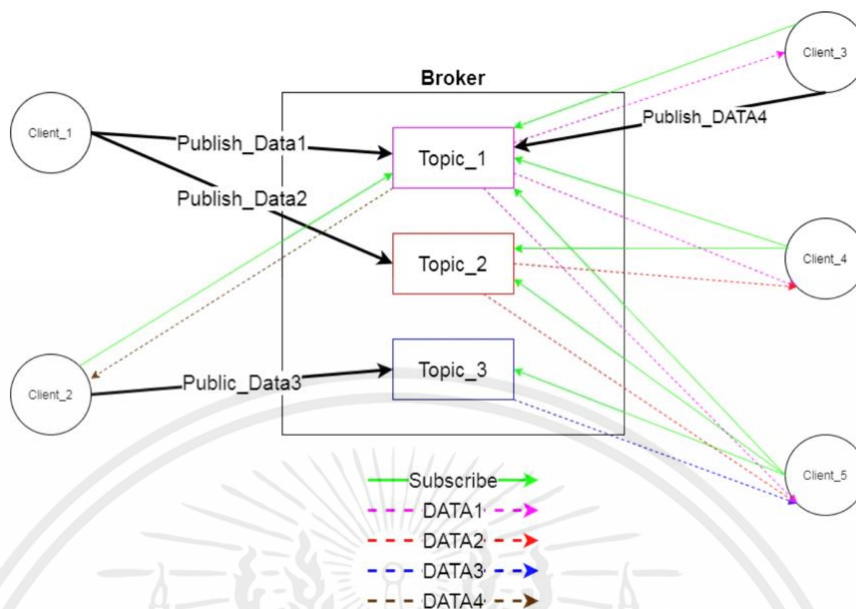 Broker
Client_1
Client_2
Client_3
Client_4
Client_5
Publish_Data1
Publish_Data2
Public_Data3
Publish_DATA4
Topic_1
Topic_2
Topic_3
Subscribe
DATA1
DATA2
DATA3
DATA4